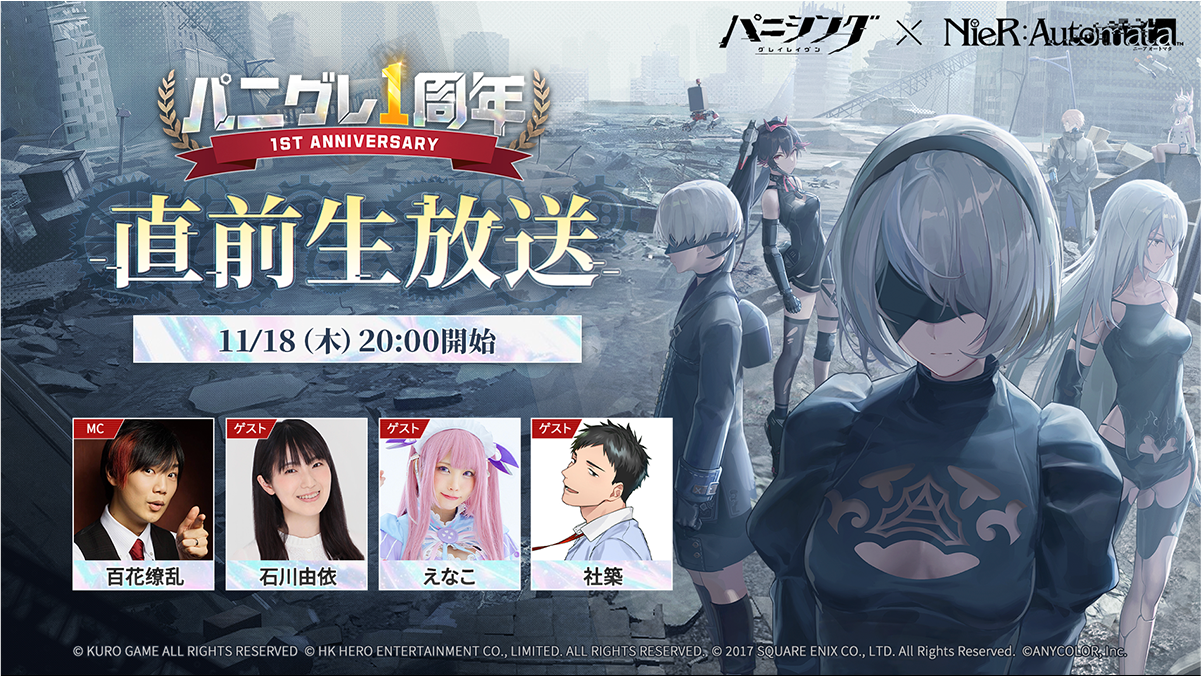 パニシング
グレイレイヴン
×
NieR:Automata™
ニーア オートマタ
パニグレ1周年
1ST ANNIVERSARY
-直前生放送-
11/18（木）20:00開始
MC
百花缭乱
ゲスト
石川由依
ゲスト
えなこ
ゲスト
社築
© KURO GAME ALL RIGHTS RESERVED © HK HERO ENTERTAINMENT CO., LIMITED. ALL RIGHTS RESERVED. © 2017 SQUARE ENIX CO., LTD. All Rights Reserved. ©ANYCOLOR, Inc.